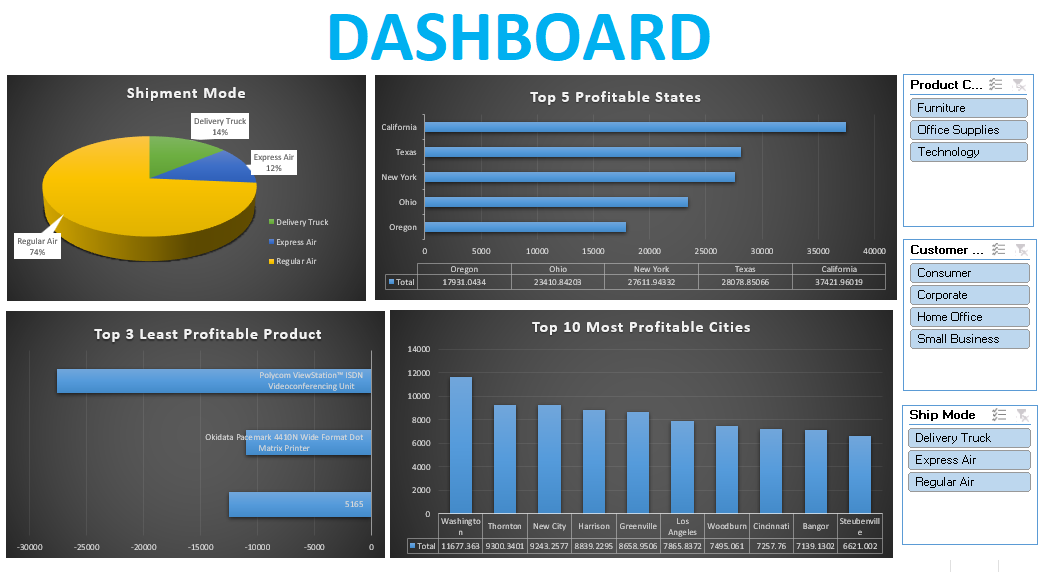 DASHBOARD
Shipment Mode
Delivery Truck
14%
Express Air
12%
Regular Air
74%
Delivery Truck
Express Air
Regular Air
Top 5 Profitable States
California
Texas
New York
Ohio
Oregon
0 5000 10000 15000 20000 25000 30000 35000 40000
Oregon Ohio New York Texas California
Total 17931.0434 23410.84203 27611.94332 28078.85066 37421.96019
Product C...
Furniture
Office Supplies
Technology
Customer ...
Consumer
Corporate
Home Office
Small Business
Top 3 Least Profitable Product
Polycom ViewStation™ ISDN
Videoconferencing Unit
Okidata Pacemark 4410N Wide Format Dot
Matrix Printer
5165
-30000 -25000 -20000 -15000 -10000 -5000 0
Top 10 Most Profitable Cities
14000
12000
10000
8000
6000
4000
2000
0
Washingto
n
Thornton New City Harrison Greenville
Los
Angeles
Woodburn Cincinnati Bangor
Steubenvill
e
Total 11677.363 9300.3401 9243.2577 8839.2295 8658.9506 7865.8372 7495.061 7257.76 7139.1302 6621.002
Ship Mode
Delivery Truck
Express Air
Regular Air